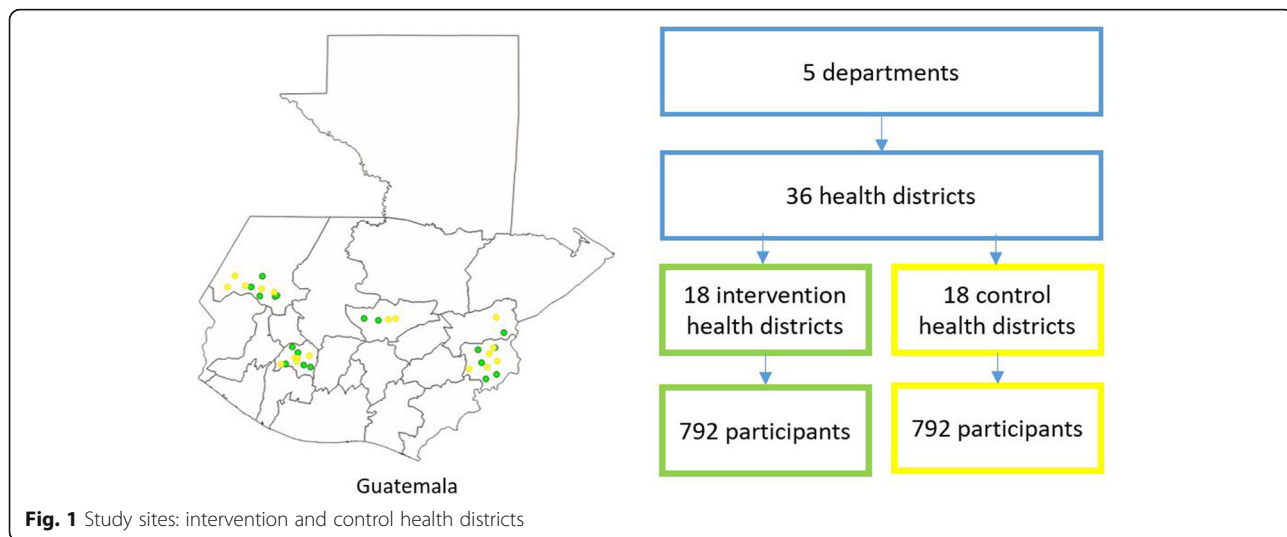 5 departments
36 health districts
18 intervention
health districts
18 control
health districts
792 participants
792 participants
Guatemala
Fig. 1 Study sites: intervention and control health districts